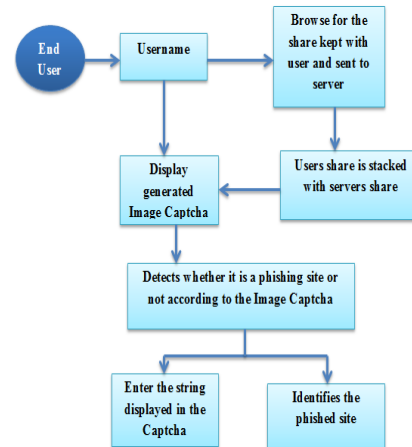 End
User
Username
Browse for the
share kept with
user and sent to
server
Display
generated
Image Captcha
Users share is stacked
with servers share
Detects whether it is a phishing site or
not according to the Image Captcha
Enter the string
displayed in the
Captcha
Identifies the
phished site